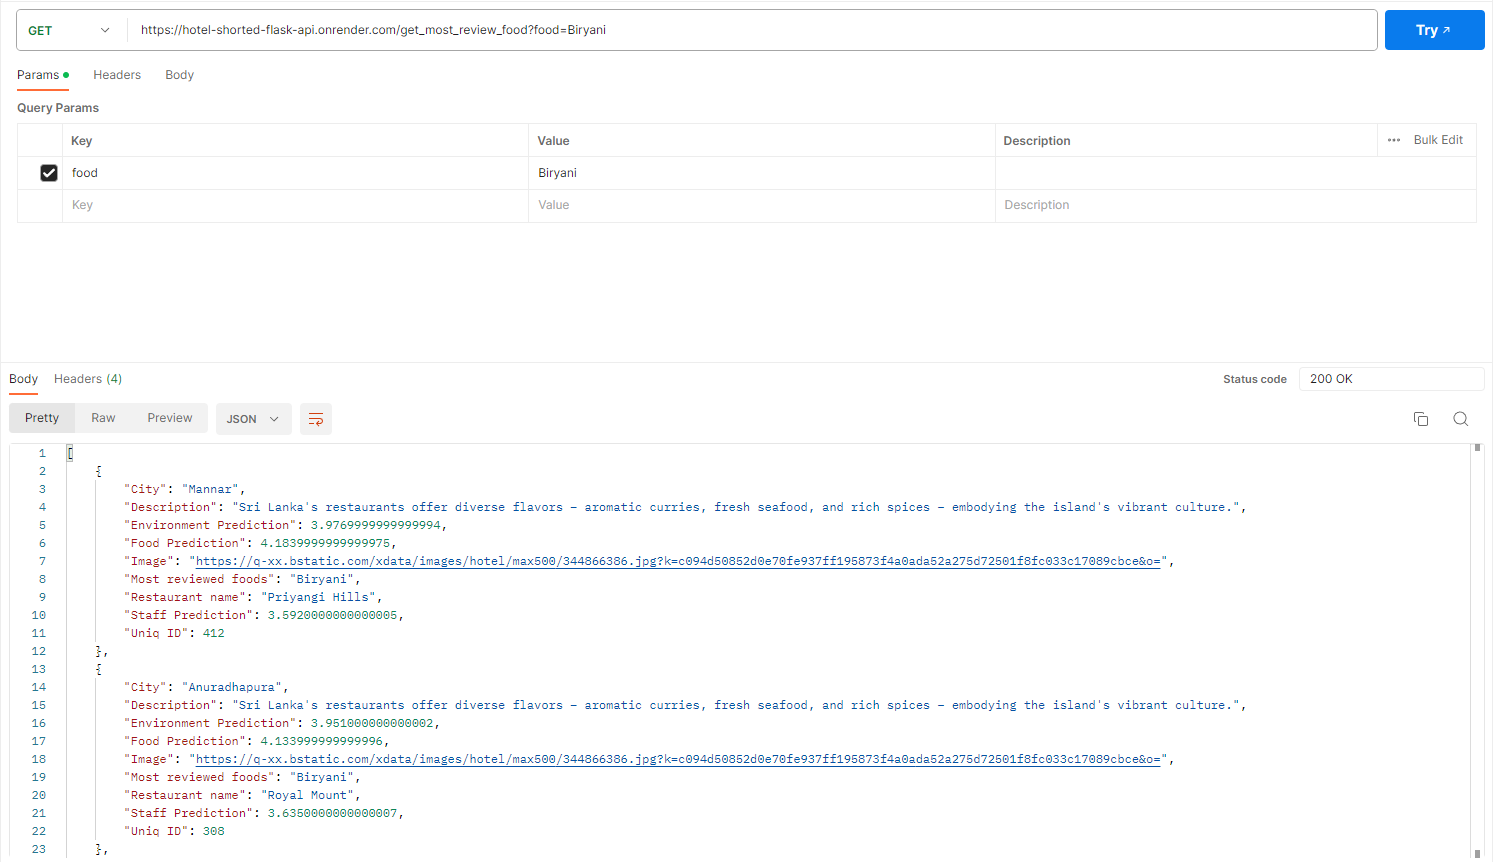 GET https://hotel-shorted-flask-api.onrender.com/get_most_review_food?food=Biryani Try ↗
Params Headers Body
Query Params
Key Value Description ••• Bulk Edit
food Biryani
Key Value Description
Body Headers (4) Status code 200 OK
Pretty Raw Preview JSON
1 [
2 {
3 "City": "Mannar",
4 "Description": "Sri Lanka's restaurants offer diverse flavors – aromatic curries, fresh seafood, and rich spices – embodying the island's vibrant culture.",
5 "Environment Prediction": 3.9769999999999994,
6 "Food Prediction": 4.1839999999999975,
7 "Image": "https://q-xx.bstatic.com/xdata/images/hotel/max500/344866386.jpg?k=c094d50852d0e70fe937ff195873f4a0ada52a275d72501f8fc033c17089cbce&o=",
8 "Most reviewed foods": "Biryani",
9 "Restaurant name": "Priyangi Hills",
10 "Staff Prediction": 3.5920000000000005,
11 "Uniq ID": 412
12 },
13 {
14 "City": "Anuradhapura",
15 "Description": "Sri Lanka's restaurants offer diverse flavors – aromatic curries, fresh seafood, and rich spices – embodying the island's vibrant culture.",
16 "Environment Prediction": 3.951000000000002,
17 "Food Prediction": 4.133999999999996,
18 "Image": "https://q-xx.bstatic.com/xdata/images/hotel/max500/344866386.jpg?k=c094d50852d0e70fe937ff195873f4a0ada52a275d72501f8fc033c17089cbce&o=",
19 "Most reviewed foods": "Biryani",
20 "Restaurant name": "Royal Mount",
21 "Staff Prediction": 3.6350000000000007,
22 "Uniq ID": 308
23 },